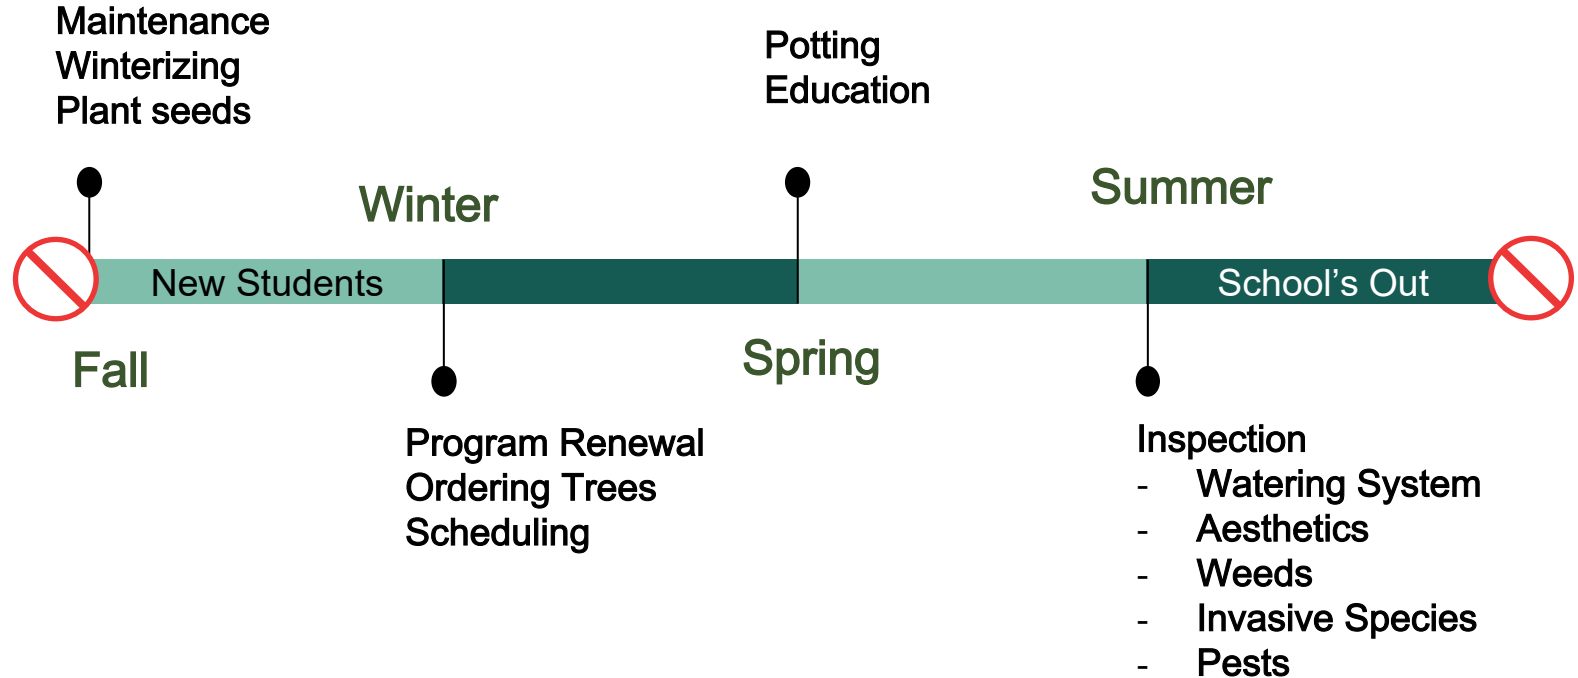 Maintenance
Winterizing
Plant seeds
Potting
Education
Winter
Summer
New Students
School's Out
Fall
Spring
Program Renewal
Ordering Trees
Scheduling
Inspection
- Watering System
- Aesthetics
- Weeds
- Invasive Species
- Pests